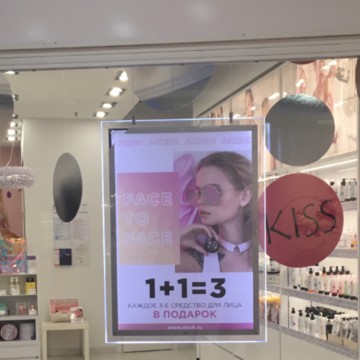 FACE
TO
FACE
1+1=3
КАЖДОЕ 3-Е СРЕДСТВО ДЛЯ ЛИЦА
В ПОДАРОК
KISS